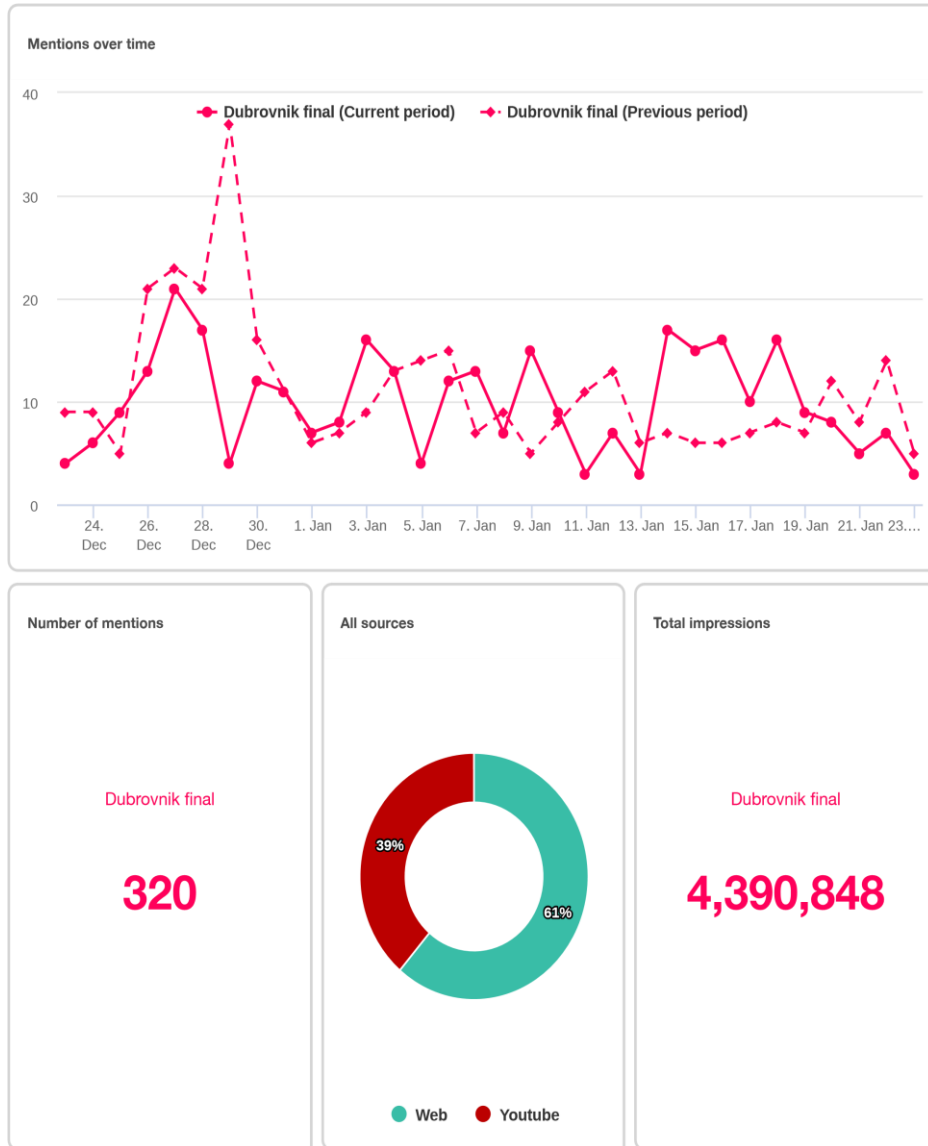 Mentions over time
40
Dubrovnik final (Current period) Dubrovnik final (Previous period)
30
20
10
0
24. Dec
26. Dec
28. Dec
30. Dec
1. Jan
3. Jan
5. Jan
7. Jan
9. Jan
11. Jan
13. Jan
15. Jan
17. Jan
19. Jan
21. Jan
23....
Number of mentions
Dubrovnik final
320
All sources
39%
61%
Web Youtube
Total impressions
Dubrovnik final
4,390,848